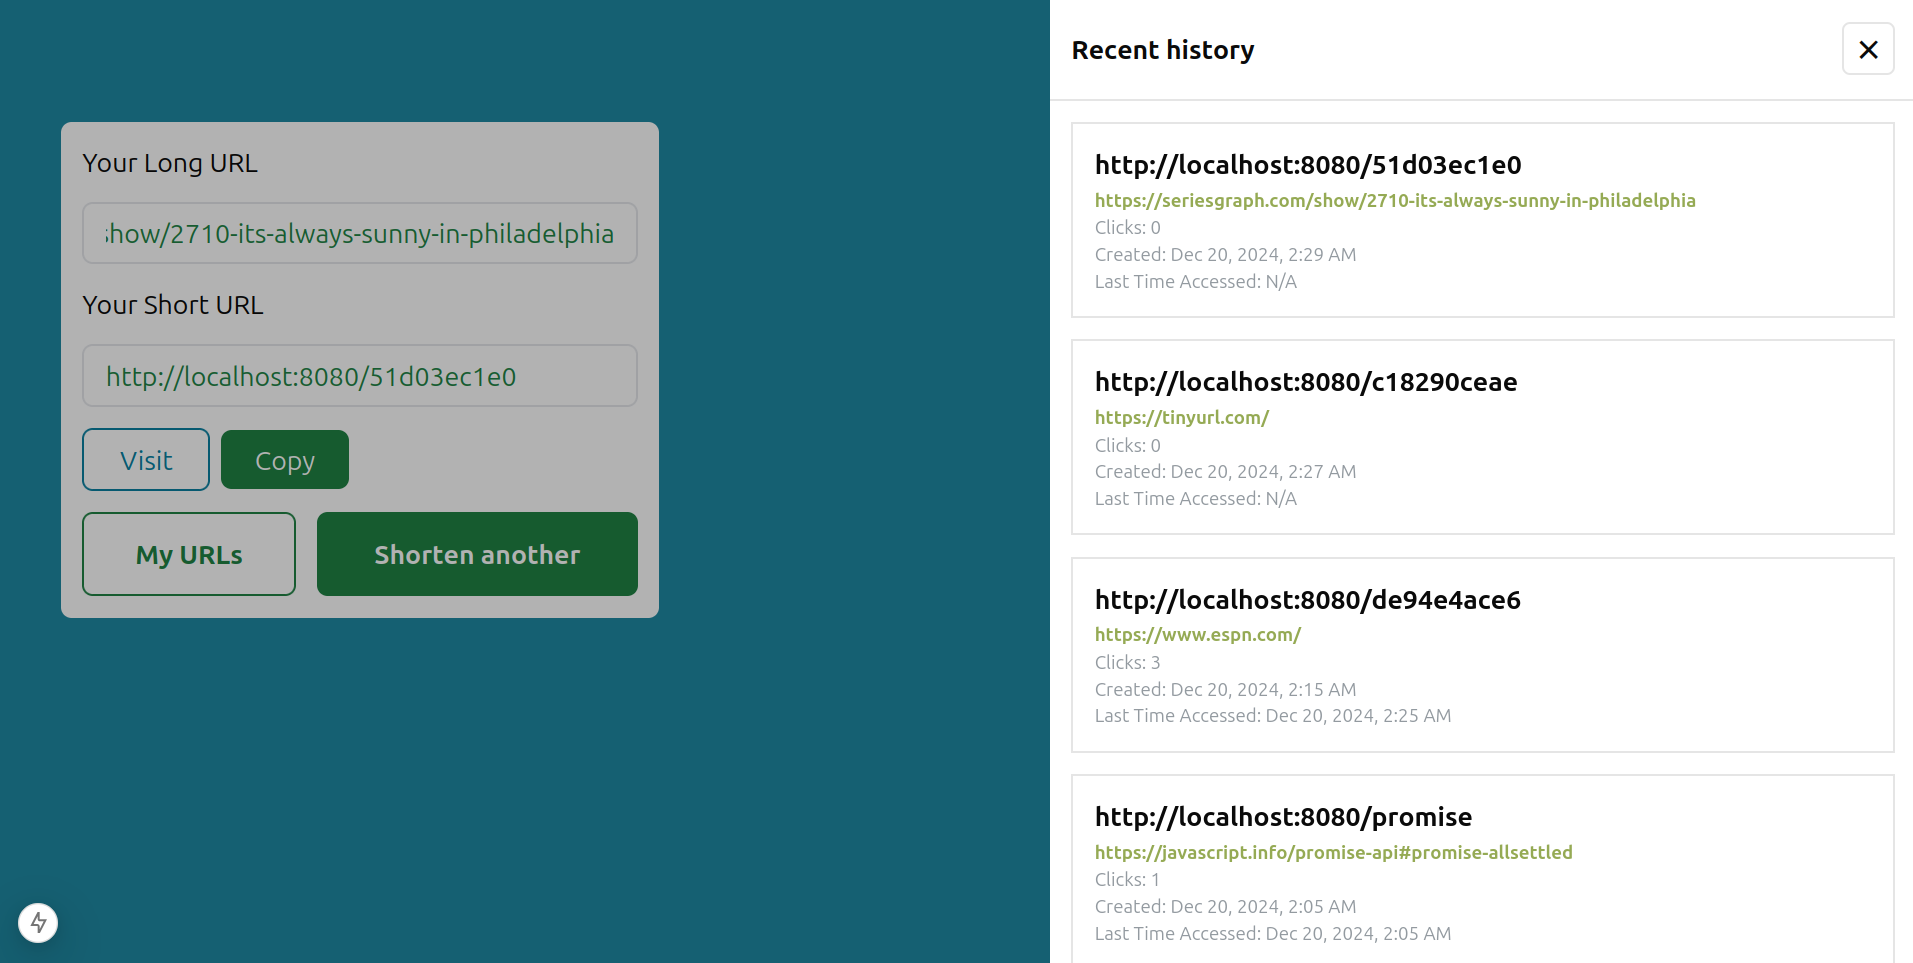 Your Long URL
show/2710-its-always-sunny-in-philadelphia
Your Short URL
http://localhost:8080/51d03ec1e0
Visit
Copy
My URLs
Shorten another
Recent history
http://localhost:8080/51d03ec1e0
https://seriesgraph.com/show/2710-its-always-sunny-in-philadelphia
Clicks: 0
Created: Dec 20, 2024, 2:29 AM
Last Time Accessed: N/A
http://localhost:8080/c18290ceae
https://tinyurl.com/
Clicks: 0
Created: Dec 20, 2024, 2:27 AM
Last Time Accessed: N/A
http://localhost:8080/de94e4ace6
https://www.espn.com/
Clicks: 3
Created: Dec 20, 2024, 2:15 AM
Last Time Accessed: Dec 20, 2024, 2:25 AM
http://localhost:8080/promise
https://javascript.info/promise-api#promise-allsettled
Clicks: 1
Created: Dec 20, 2024, 2:05 AM
Last Time Accessed: Dec 20, 2024, 2:05 AM